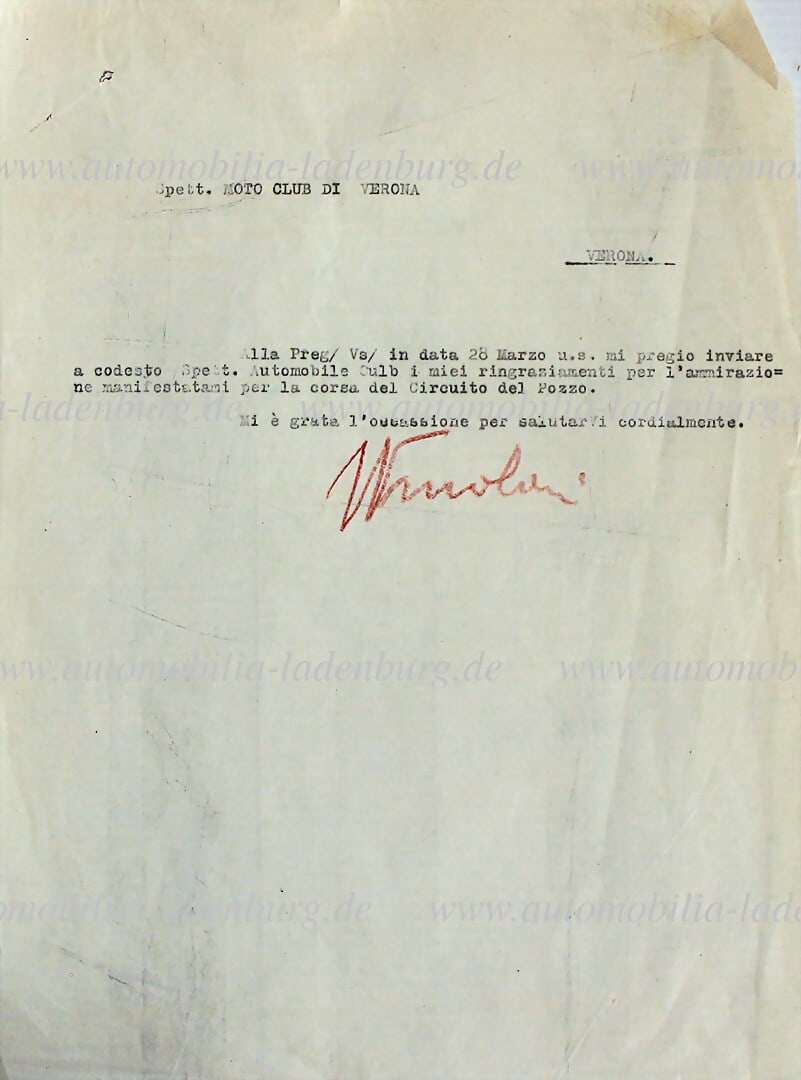 Spett. MOTO CLUB DI VERONA
VERONA.
Alla Preg/ Vs/ in data 28 Marzo u.s. mi pregio inviare
a codesto Spett. Automobile Culb i miei ringraziamenti per l'ammirazio=
ne manifestatami per la corsa del Circuito del Pozzo.
Mi è grata l'occassione per salutarVi cordialmente.
www.automobilia-ladenburg.de